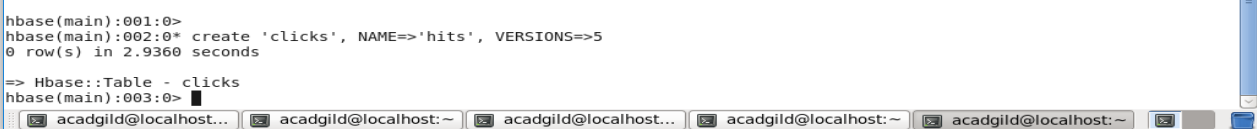 hbase(main):001:0>
hbase(main):002:0* create 'clicks', NAME=>'hits', VERSIONS=>5
0 row(s) in 2.9360 seconds
=> Hbase::Table - clicks
hbase(main):003:0>
acadgild@localhost... acadgild@localhost:~ acadgild@localhost... acadgild@localhost:~ acadgild@localhost:~